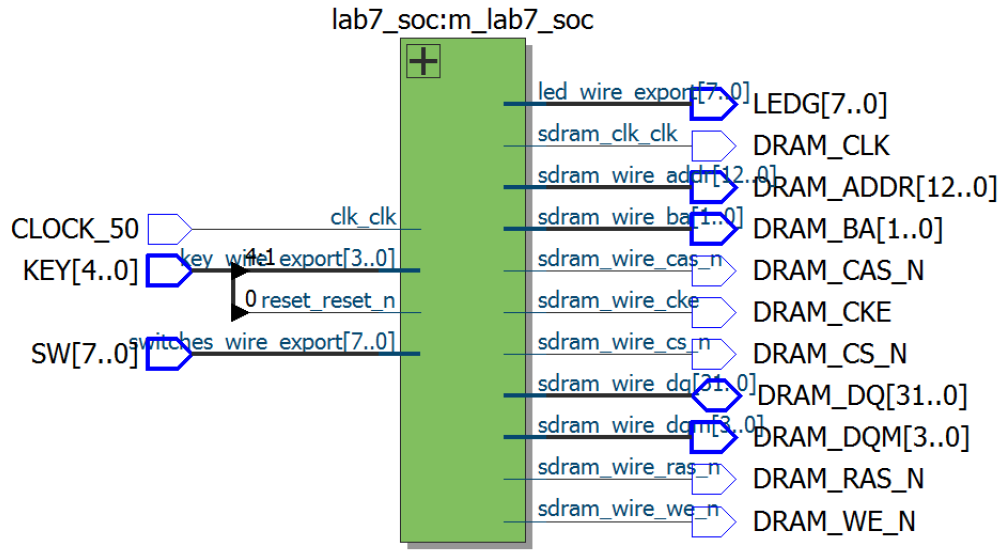 lab7_soc:m_lab7_soc
+
led_wire_export[7..0]
LEDG[7..0]
sdram_clk_clk
DRAM_CLK
sdram_wire_addr[12..0]
DRAM_ADDR[12..0]
CLOCK_50
clk_clk
sdram_wire_ba[1..0]
DRAM_BA[1..0]
KEY[4..0]
4:1
key_wire_export[3..0]
sdram_wire_cas_n
DRAM_CAS_N
0
reset_reset_n
sdram_wire_cke
DRAM_CKE
SW[7..0]
switches_wire_export[7..0]
sdram_wire_cs_n
DRAM_CS_N
sdram_wire_dq[31..0]
DRAM_DQ[31..0]
sdram_wire_dqm[3..0]
DRAM_DQM[3..0]
sdram_wire_ras_n
DRAM_RAS_N
sdram_wire_we_n
DRAM_WE_N